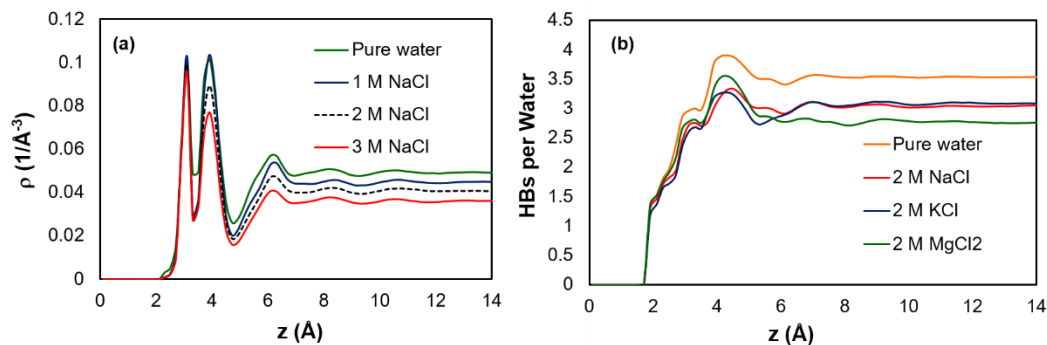 (a)
Pure water
1 M NaCl
2 M NaCl
3 M NaCl
ρ (1/Å⁻³)
0.12
0.1
0.08
0.06
0.04
0.02
0
0 2 4 6 8 10 12 14
z (Å)
(b)
Pure water
2 M NaCl
2 M KCl
2 M MgCl2
HBs per Water
4.5
4
3.5
3
2.5
2
1.5
1
0.5
0
0 2 4 6 8 10 12 14
z (Å)